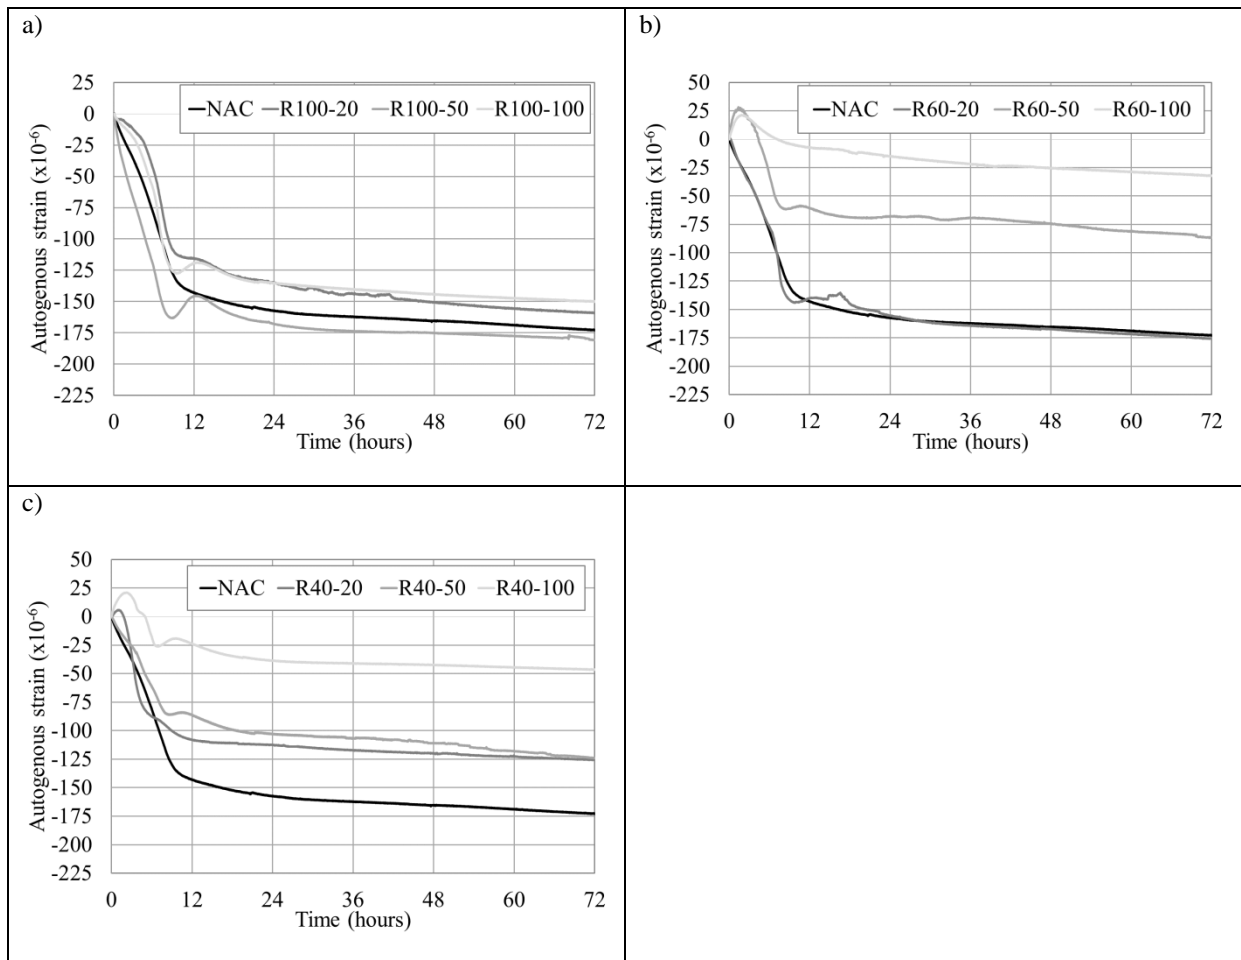 a)
25
0
-25
-50
-75
-100
-125
-150
-175
-200
-225
Autogenous strain (x10⁻⁶)
NAC R100-20 R100-50 R100-100
0 12 24 36 48 60 72
Time (hours)
b)
50
25
0
-25
-50
-75
-100
-125
-150
-175
-200
-225
Autogenous strain (x10⁻⁶)
NAC R60-20 R60-50 R60-100
0 12 24 36 48 60 72
Time (hours)
c)
50
25
0
-25
-50
-75
-100
-125
-150
-175
-200
-225
Autogenous strain (x10⁻⁶)
NAC R40-20 R40-50 R40-100
0 12 24 36 48 60 72
Time (hours)